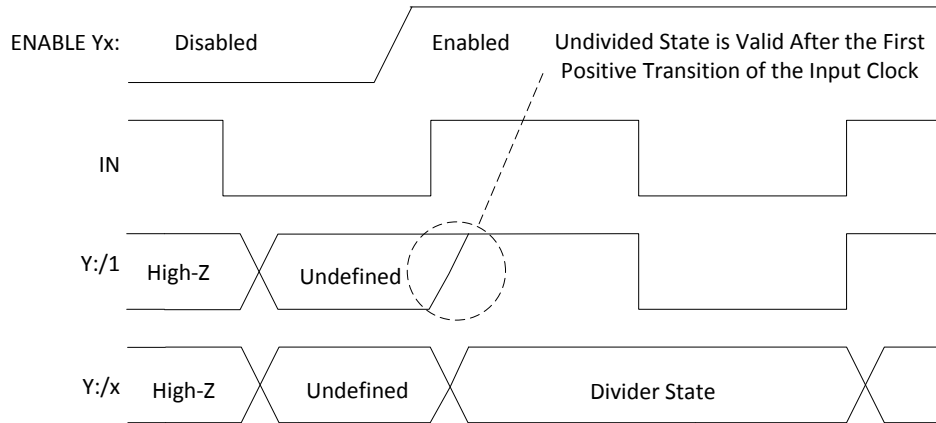 ENABLE Yx:
Disabled
Enabled
Undivided State is Valid After the First
Positive Transition of the Input Clock
IN
Y:/1
High-Z
Undefined
Y:/x
High-Z
Undefined
Divider State